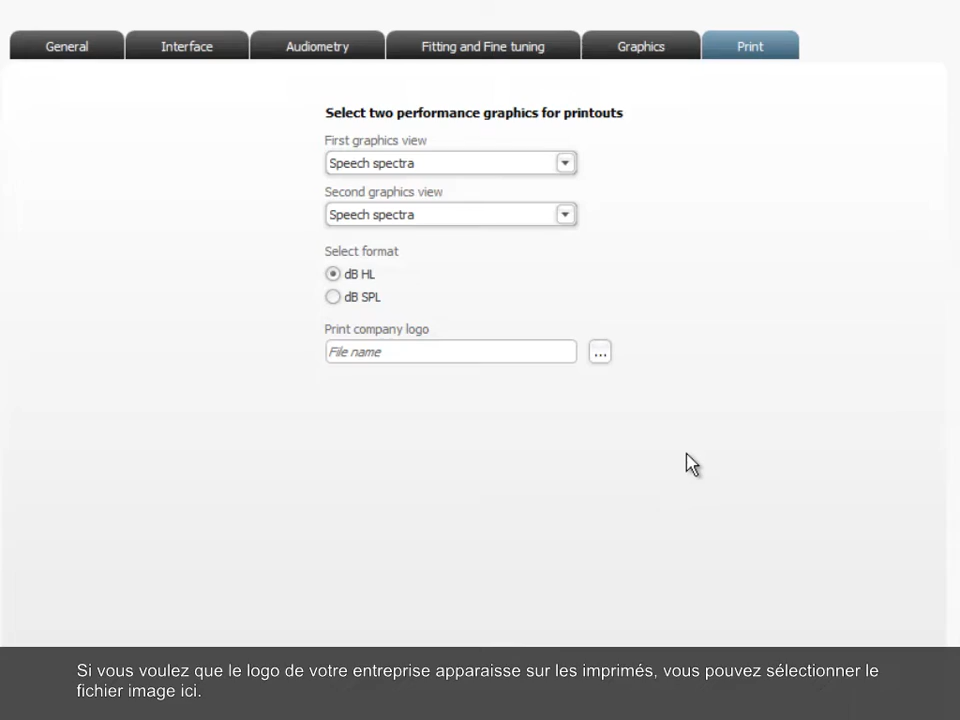 General Interface Audiometry Fitting and Fine tuning Graphics Print
Select two performance graphics for printouts
First graphics view
Speech spectra
Second graphics view
Speech spectra
Select format
dB HL
dB SPL
Print company logo
File name ...
Si vous voulez que le logo de votre entreprise apparaisse sur les imprimés, vous pouvez sélectionner le
fichier image ici.